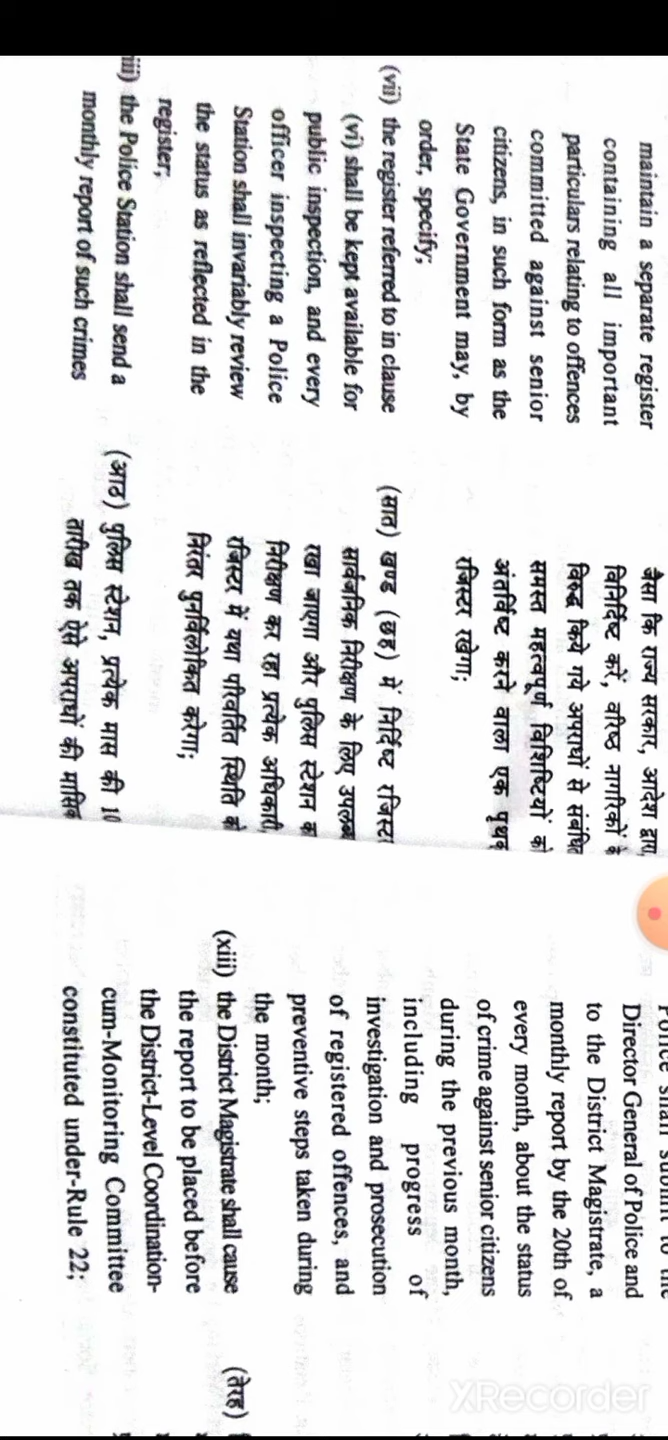 maintain a separate register
containing all important
particulars relating to offences
committed against senior
citizens, in such form as the
State Government may, by
order, specify;
(vii) the register referred to in clause
(vi) shall be kept available for
public inspection, and every
officer inspecting a Police
Station shall invariably review
the status as reflected in the
register;
iii) the Police Station shall send a
monthly report of such crimes
जैसा कि राज्य सरकार, आदेश द्वारा,
विनिर्दिष्ट करें, वरिष्ठ नागरिकों के
विरुद्ध किये गये अपराधों से संबंधित
समस्त महत्वपूर्ण विशिष्टियों को
अंतर्विष्ट करने वाला एक पृथक
रजिस्टर रखेगा;
(सात) खण्ड (छह) में निर्दिष्ट रजिस्टर
सार्वजनिक निरीक्षण के लिए उपलब्ध
रखा जाएगा और पुलिस स्टेशन क
निरीक्षण कर रहा प्रत्येक अधिकारी,
रजिस्टर में यथा परिवर्तित स्थिति को
निरंतर पुनर्विलोकित करेगा;
(आठ) पुलिस स्टेशन, प्रत्येक मास की 10
तारीख तक ऐसे अपराधों की मासिक
Police shall submit to the
Director General of Police and
to the District Magistrate, a
monthly report by the 20th of
every month, about the status
of crime against senior citizens
during the previous month,
including progress of
investigation and prosecution
of registered offences, and
preventive steps taken during
the month;
(xiii) the District Magistrate shall cause
the report to be placed before
the District-Level Coordination-
cum-Monitoring Committee
constituted under-Rule 22;
(तेरह)
XRecorder